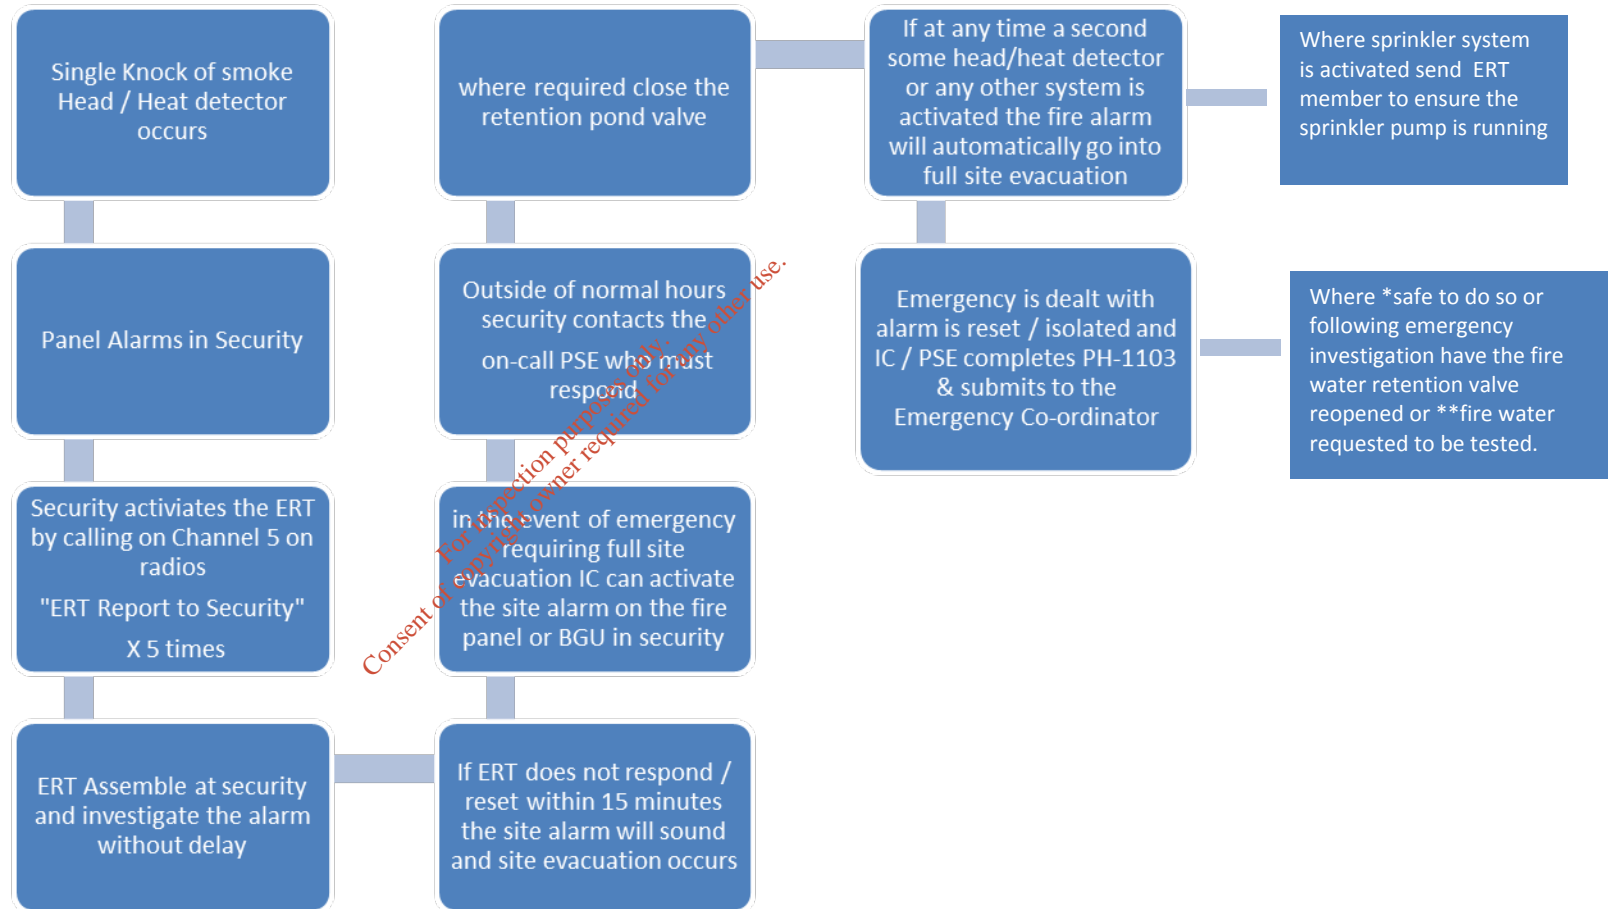 Single Knock of smoke
Head / Heat detector
occurs
Panel Alarms in Security
Security activiates the ERT
by calling on Channel 5 on
radios
"ERT Report to Security"
X 5 times
ERT Assemble at security
and investigate the alarm
without delay
If ERT does not respond /
reset within 15 minutes
the site alarm will sound
and site evacuation occurs
in the event of emergency
requiring full site
evacuation IC can activate
the site alarm on the fire
panel or BGU in security
Outside of normal hours
security contacts the
on-call PSE who must
respond
where required close the
retention pond valve
If at any time a second
some head/heat detector
or any other system is
activated the fire alarm
will automatically go into
full site evacuation
Where sprinkler system
is activated send ERT
member to ensure the
sprinkler pump is running
Emergency is dealt with
alarm is reset / isolated and
IC / PSE completes PH-1103
& submits to the
Emergency Co-ordinator
Where *safe to do so or
following emergency
investigation have the fire
water retention valve
reopened or **fire water
requested to be tested.
For inspection purposes only.
Consent of copyright owner required for any other use.